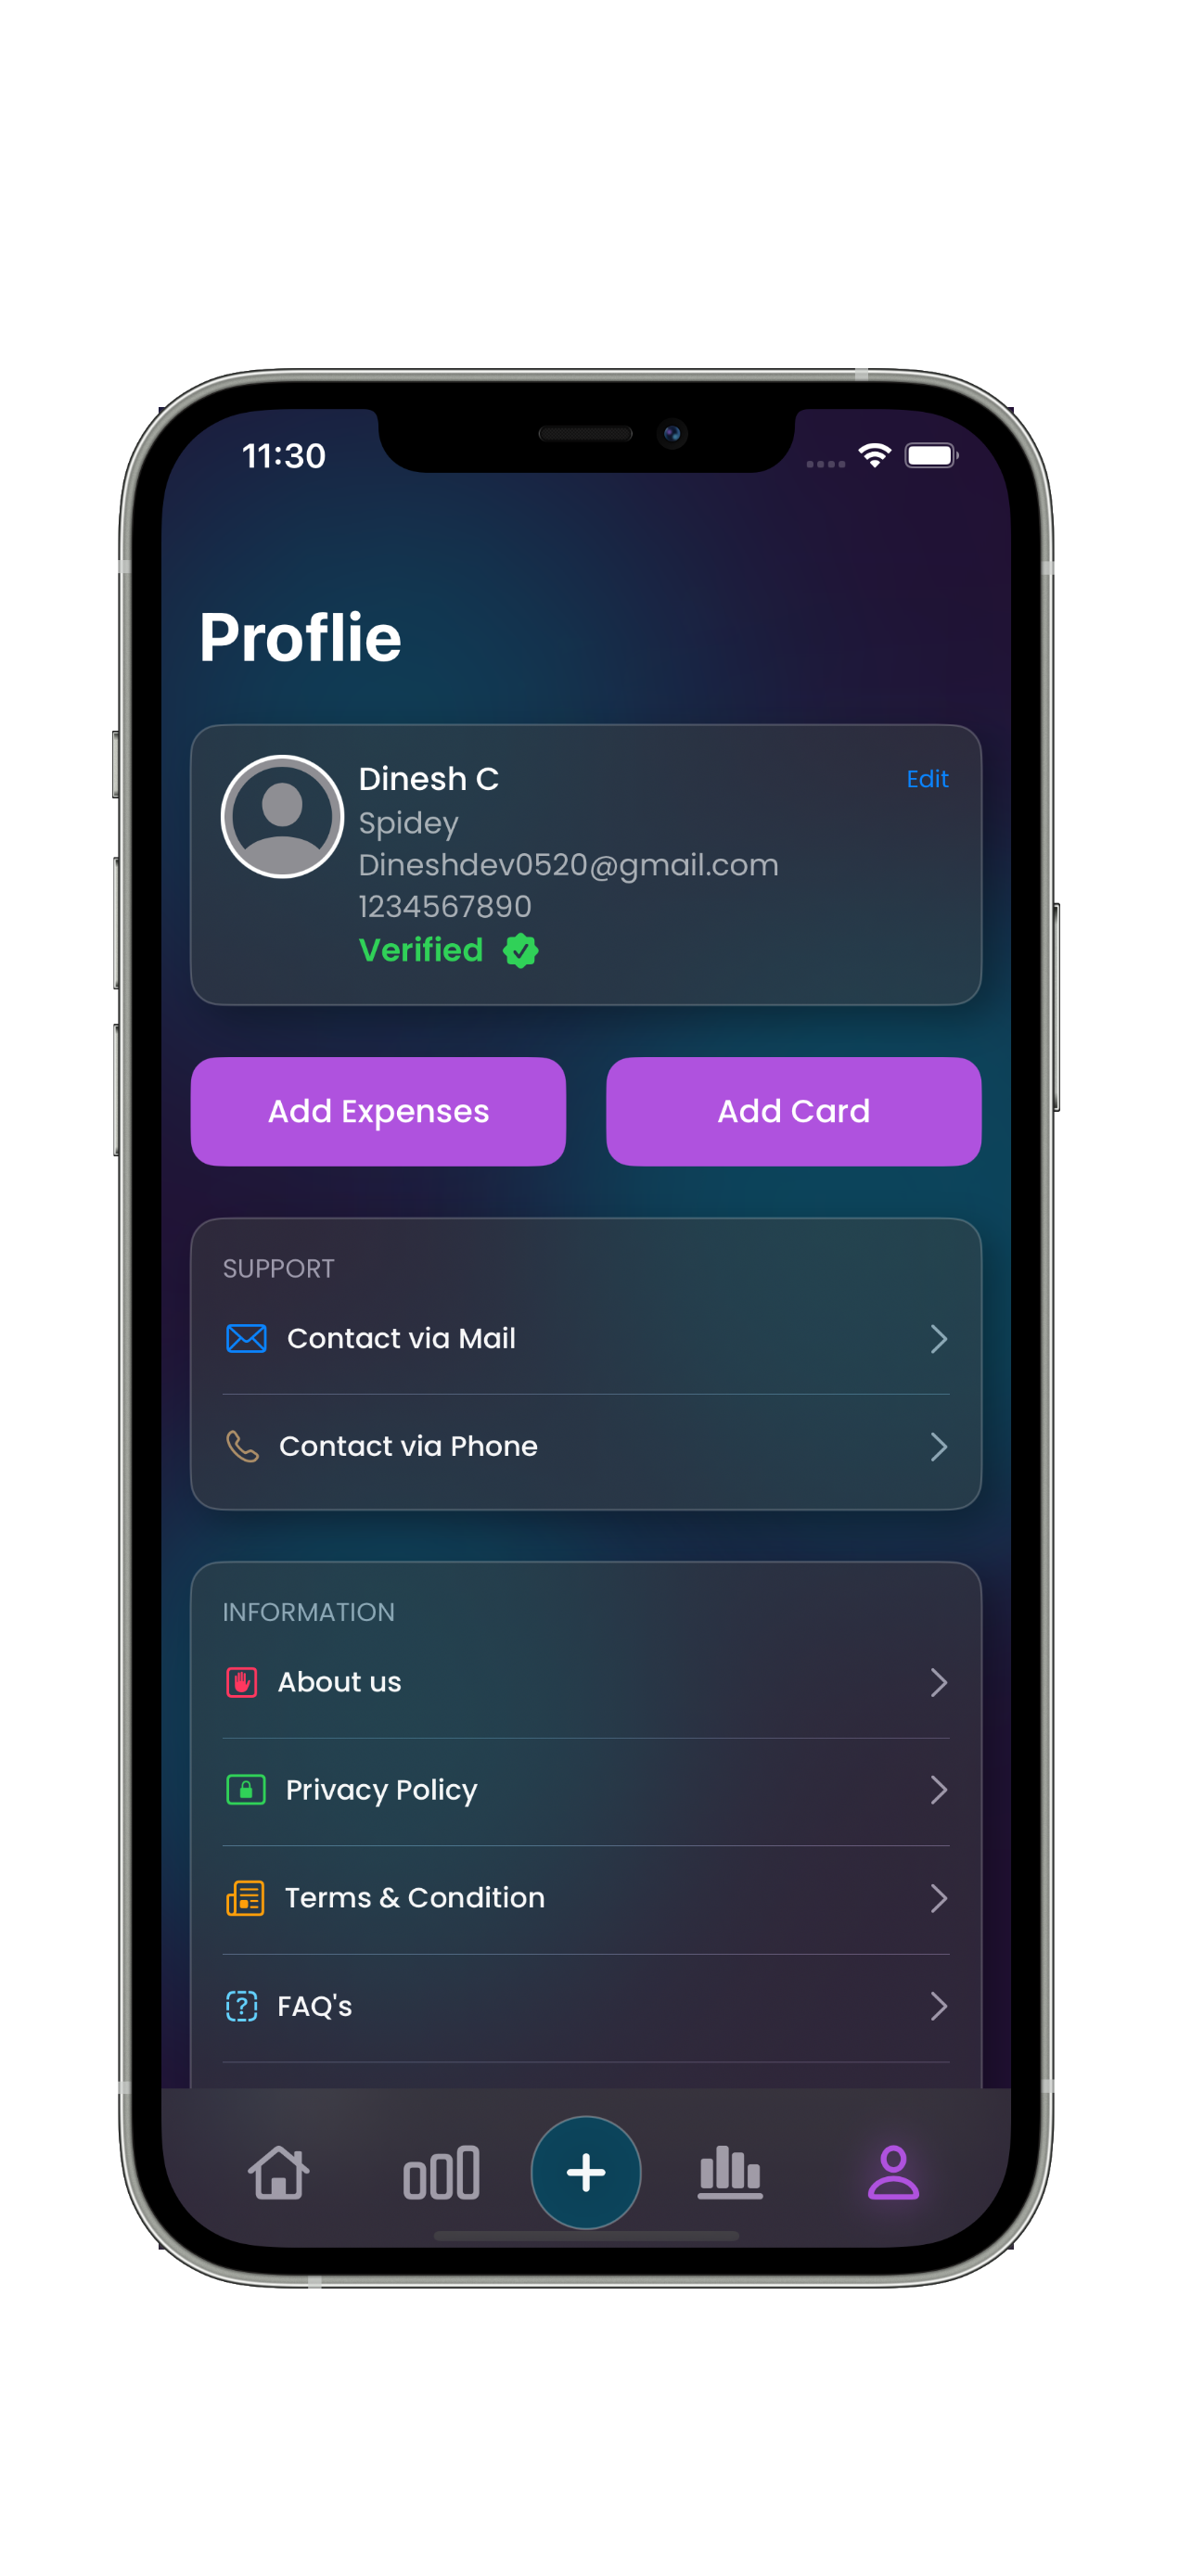 11:30
Proflie
Dinesh C
Edit
Spidey
Dineshdev0520@gmail.com
1234567890
Verified
Add Expenses
Add Card
SUPPORT
Contact via Mail
Contact via Phone
INFORMATION
About us
Privacy Policy
Terms & Condition
FAQ's